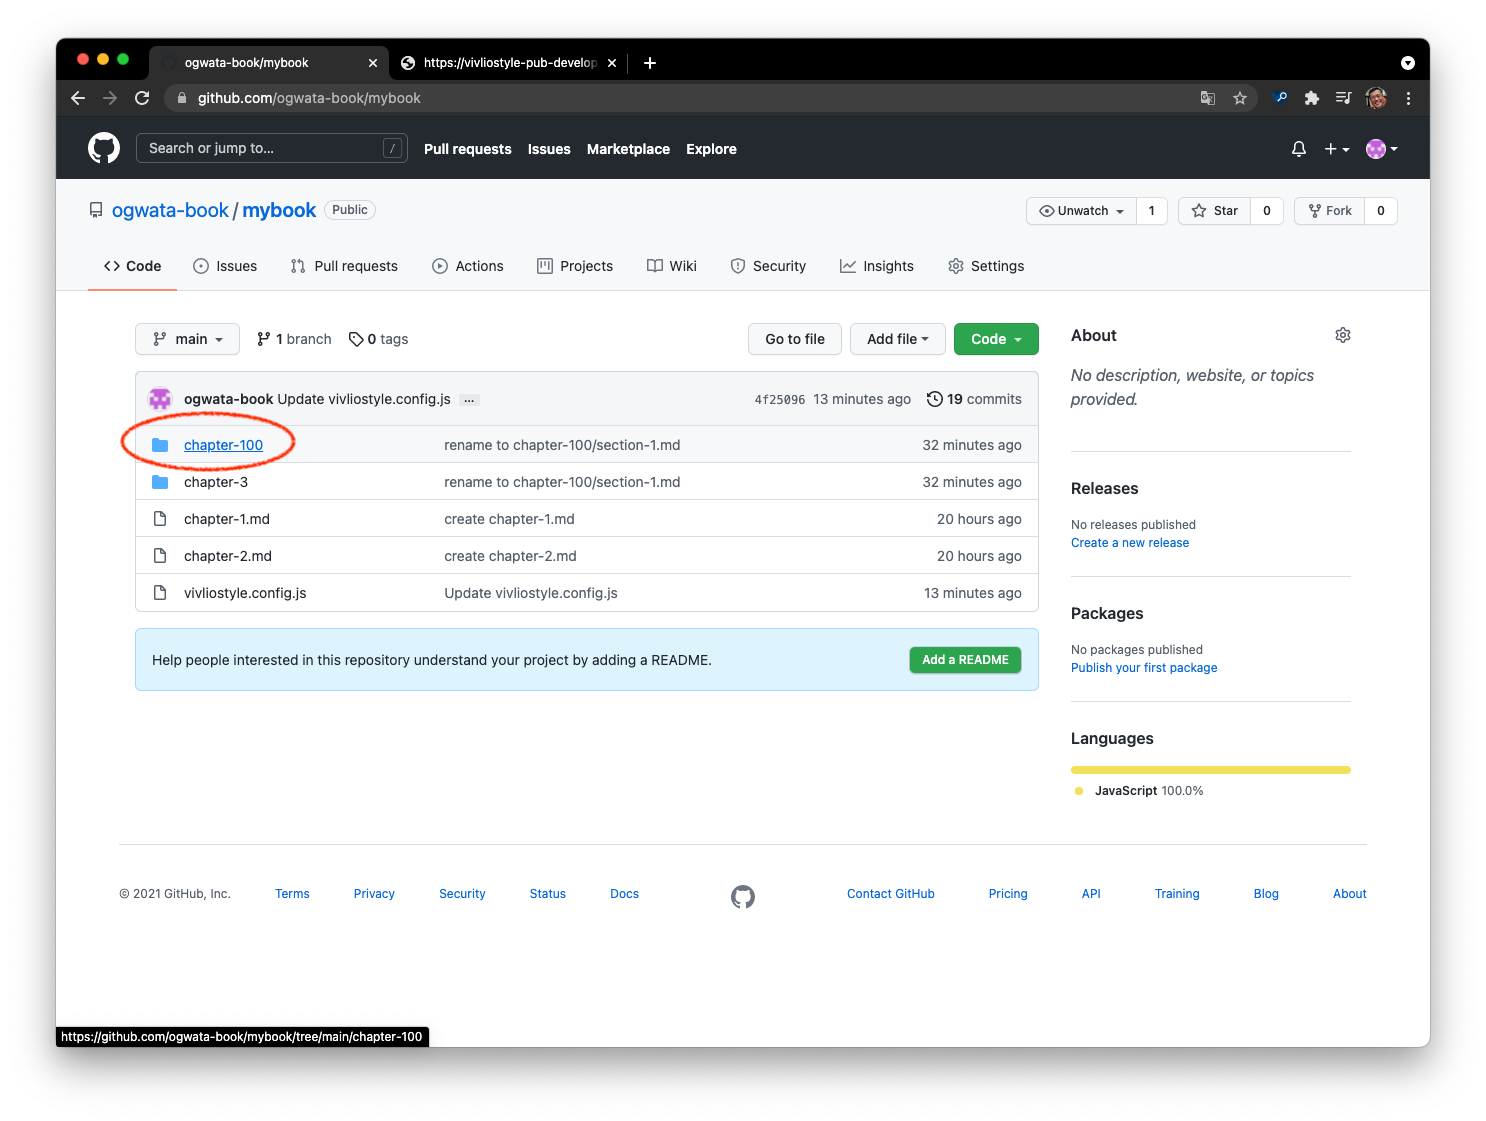 ogwata-book/mybook
https://vivliostyle-pub-develop
github.com/ogwata-book/mybook
Search or jump to... /
Pull requests Issues Marketplace Explore
ogwata-book / mybook Public
Unwatch 1 Star 0 Fork 0
Code Issues Pull requests Actions Projects Wiki Security Insights Settings
main 1 branch 0 tags Go to file Add file Code
ogwata-book Update vivliostyle.config.js ... 4f25096 13 minutes ago 19 commits
chapter-100 rename to chapter-100/section-1.md 32 minutes ago
chapter-3 rename to chapter-100/section-1.md 32 minutes ago
chapter-1.md create chapter-1.md 20 hours ago
chapter-2.md create chapter-2.md 20 hours ago
vivliostyle.config.js Update vivliostyle.config.js 13 minutes ago
Help people interested in this repository understand your project by adding a README. Add a README
About
No description, website, or topics
provided.
Releases
No releases published
Create a new release
Packages
No packages published
Publish your first package
Languages
JavaScript 100.0%
© 2021 GitHub, Inc. Terms Privacy Security Status Docs Contact GitHub Pricing API Training Blog About
https://github.com/ogwata-book/mybook/tree/main/chapter-100